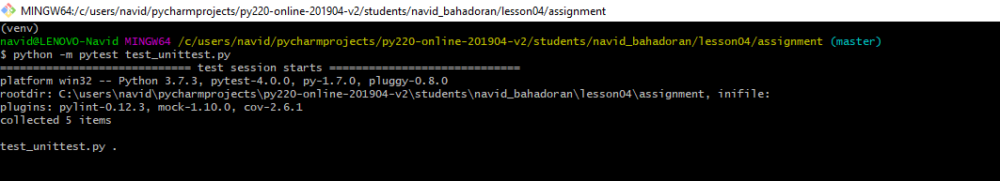 MINGW64:/c/users/navid/pycharmprojects/py220-online-201904-v2/students/navid_bahadoran/lesson04/assignment
(venv)
navid@LENOVO-Navid MINGW64 /c/users/navid/pycharmprojects/py220-online-201904-v2/students/navid_bahadoran/lesson04/assignment (master)
$ python -m pytest test_unittest.py
============================= test session starts =============================
platform win32 -- Python 3.7.3, pytest-4.0.0, py-1.7.0, pluggy-0.8.0
rootdir: C:\users\navid\pycharmprojects\py220-online-201904-v2\students\navid_bahadoran\lesson04\assignment, inifile:
plugins: pylint-0.12.3, mock-1.10.0, cov-2.6.1
collected 5 items
test_unittest.py .